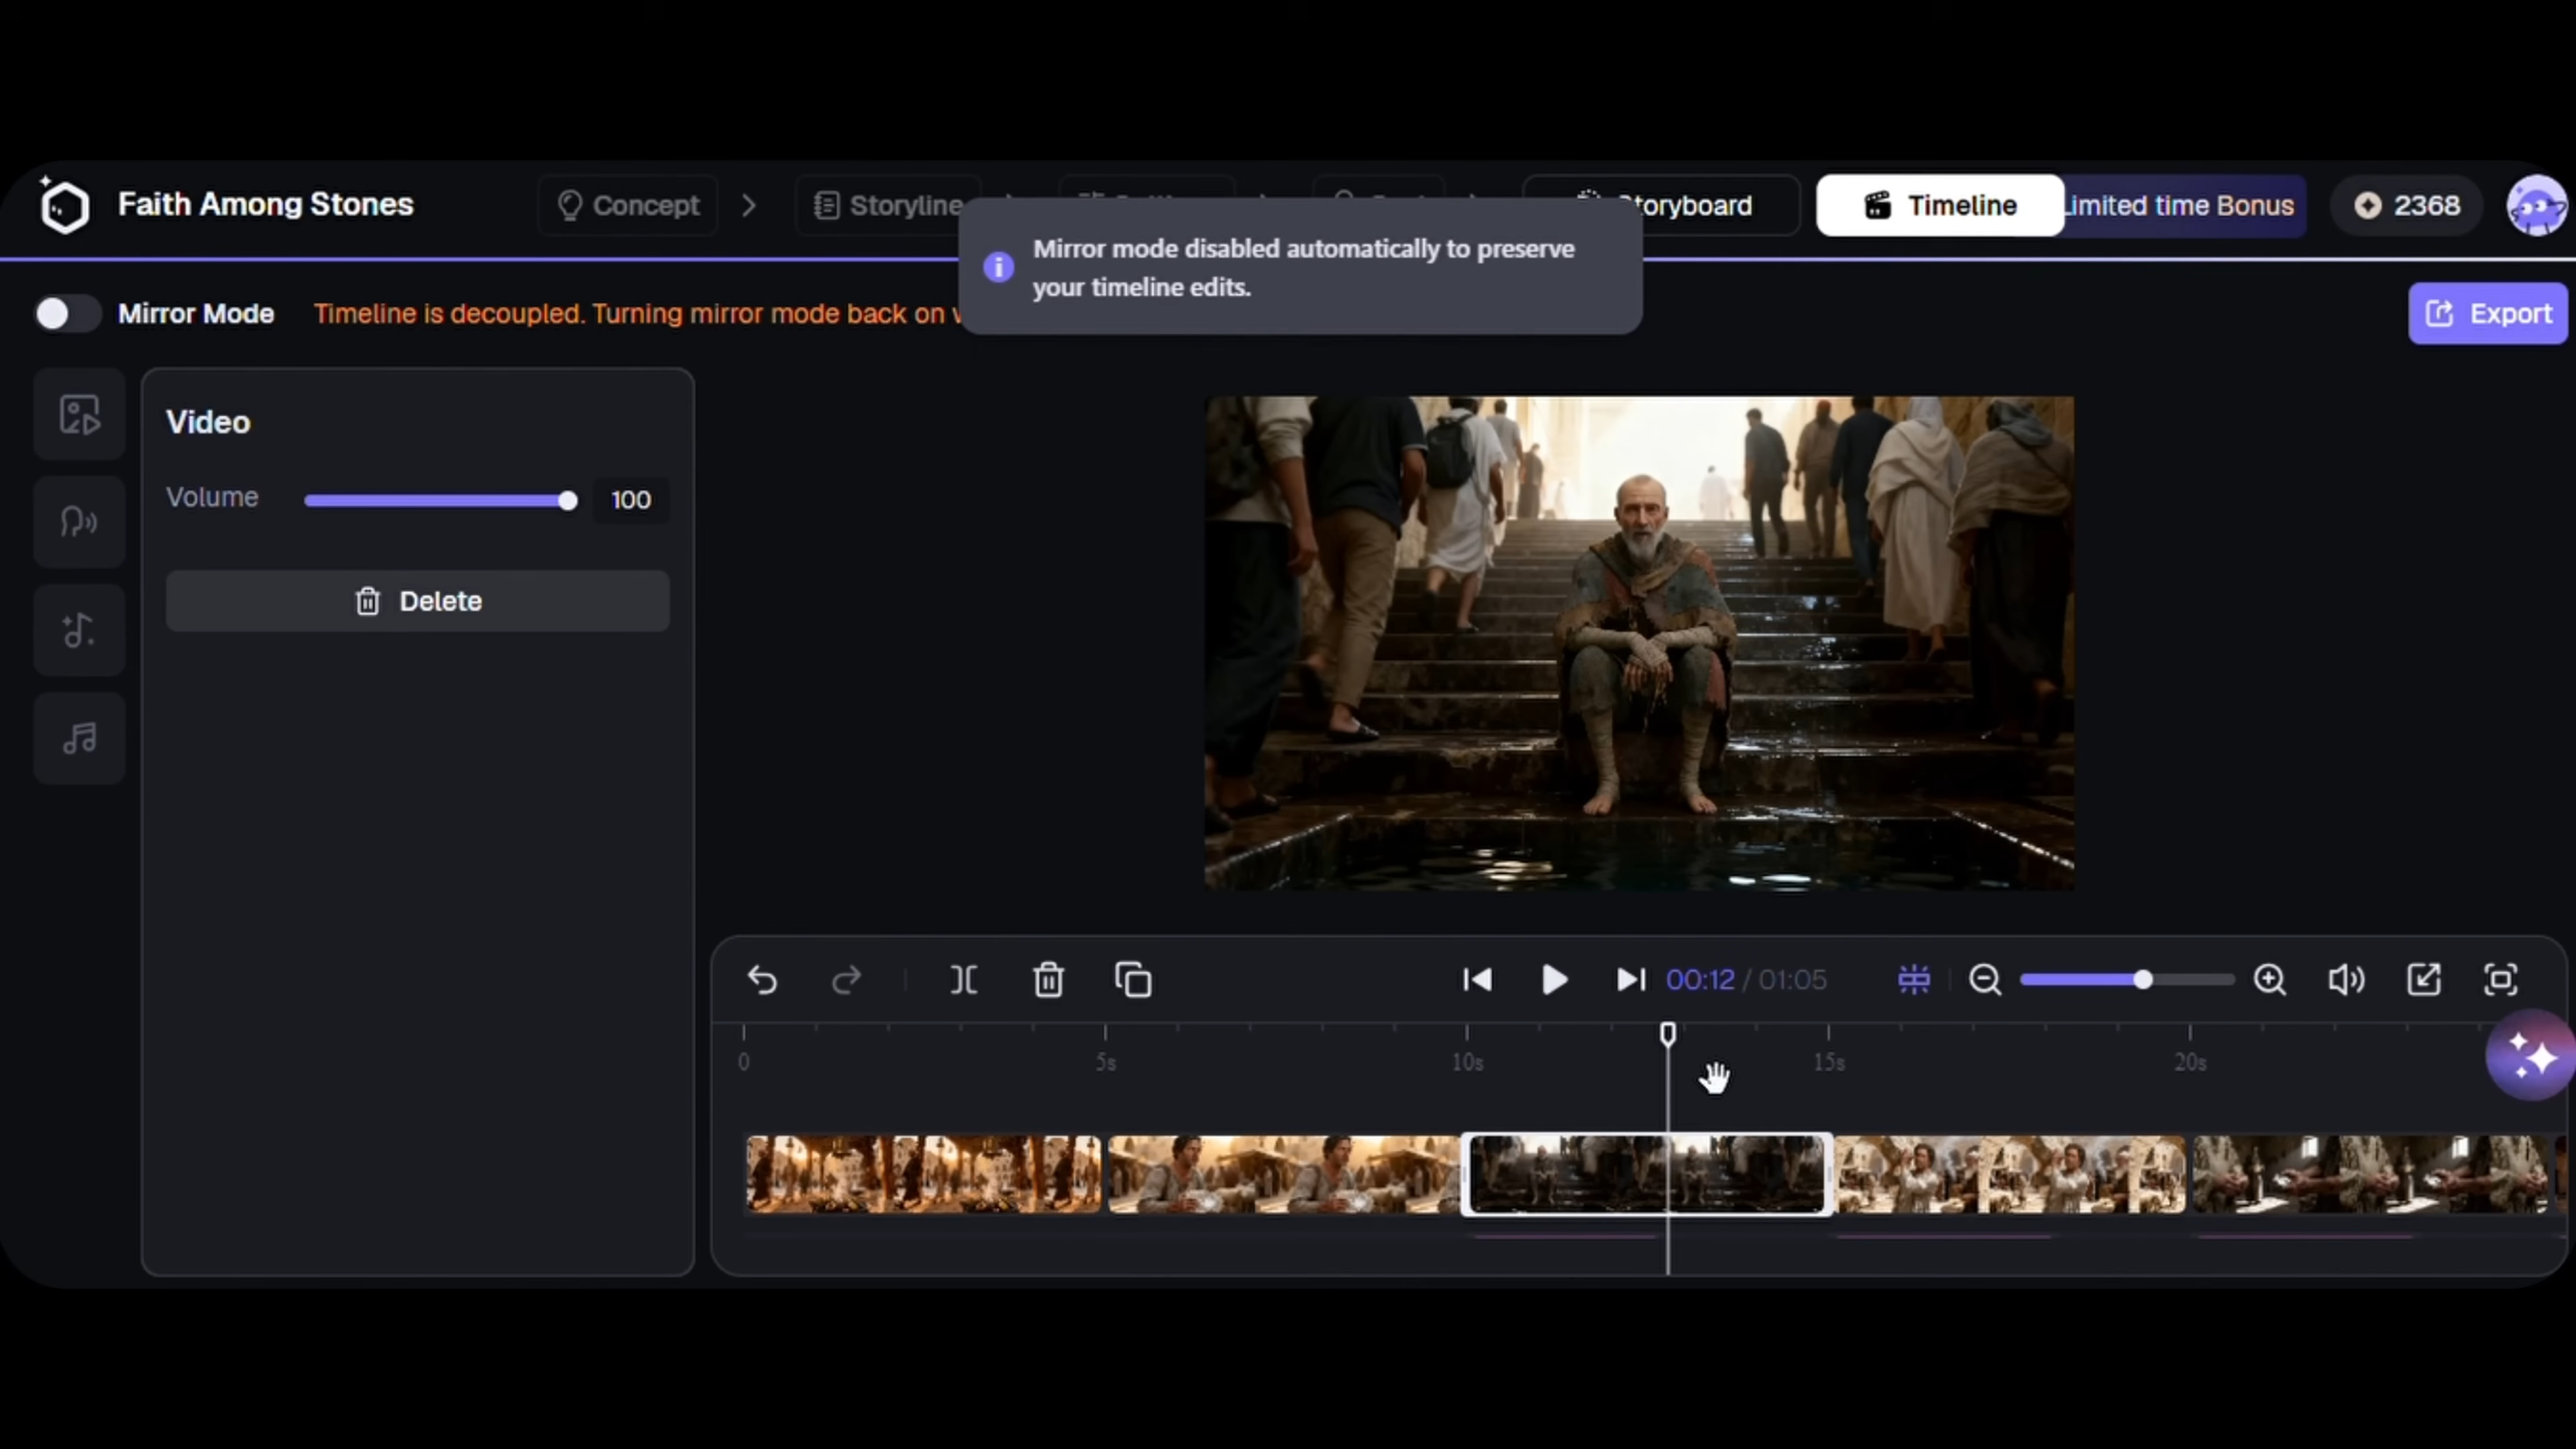 Faith Among Stones
Concept
Storyline
toryboard
Timeline
Limited time Bonus
2368
Mirror mode disabled automatically to preserve
your timeline edits.
Mirror Mode
Timeline is decoupled. Turning mirror mode back on
Export
Video
Volume
100
Delete
00:12 / 01:05
0
5s
10s
15s
20s